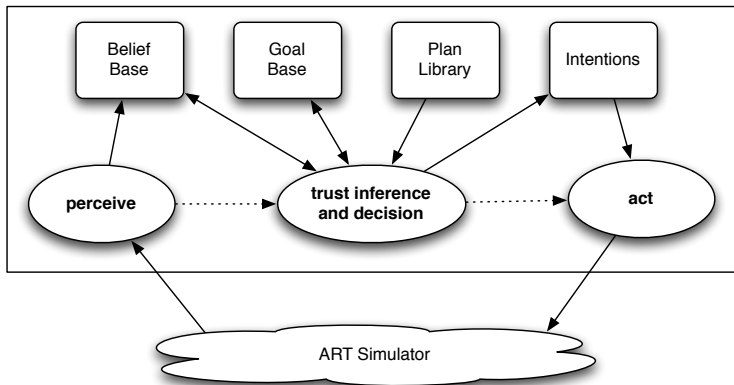 Belief
Base
Goal
Base
Plan
Library
Intentions
perceive
trust inference
and decision
act
ART Simulator